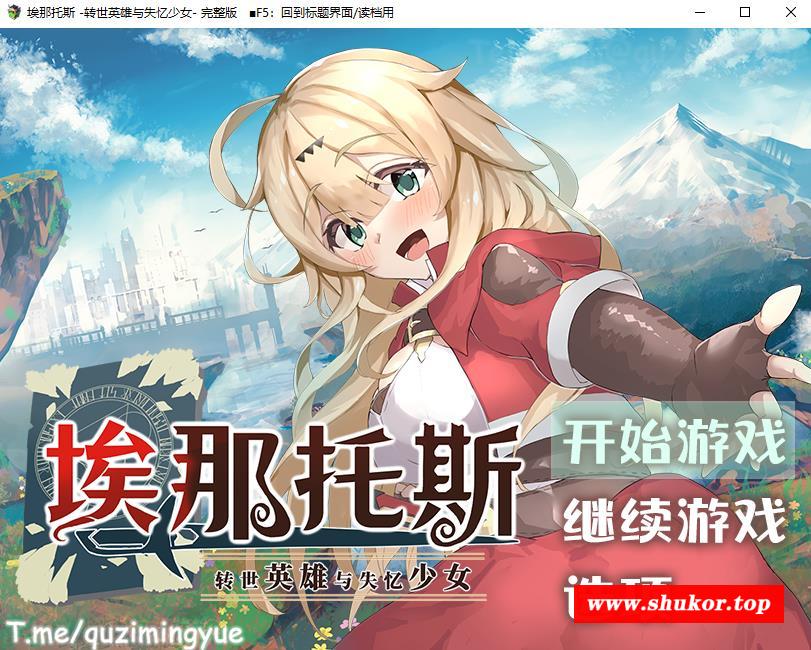 埃那托斯 -转世英雄与失忆少女- 完整版 ■F5：回到标题界面/读档用
开始游戏
埃那托斯
继续游戏
转世英雄与失忆少女
选项
www.shukor.top
T.me/quzimingyue